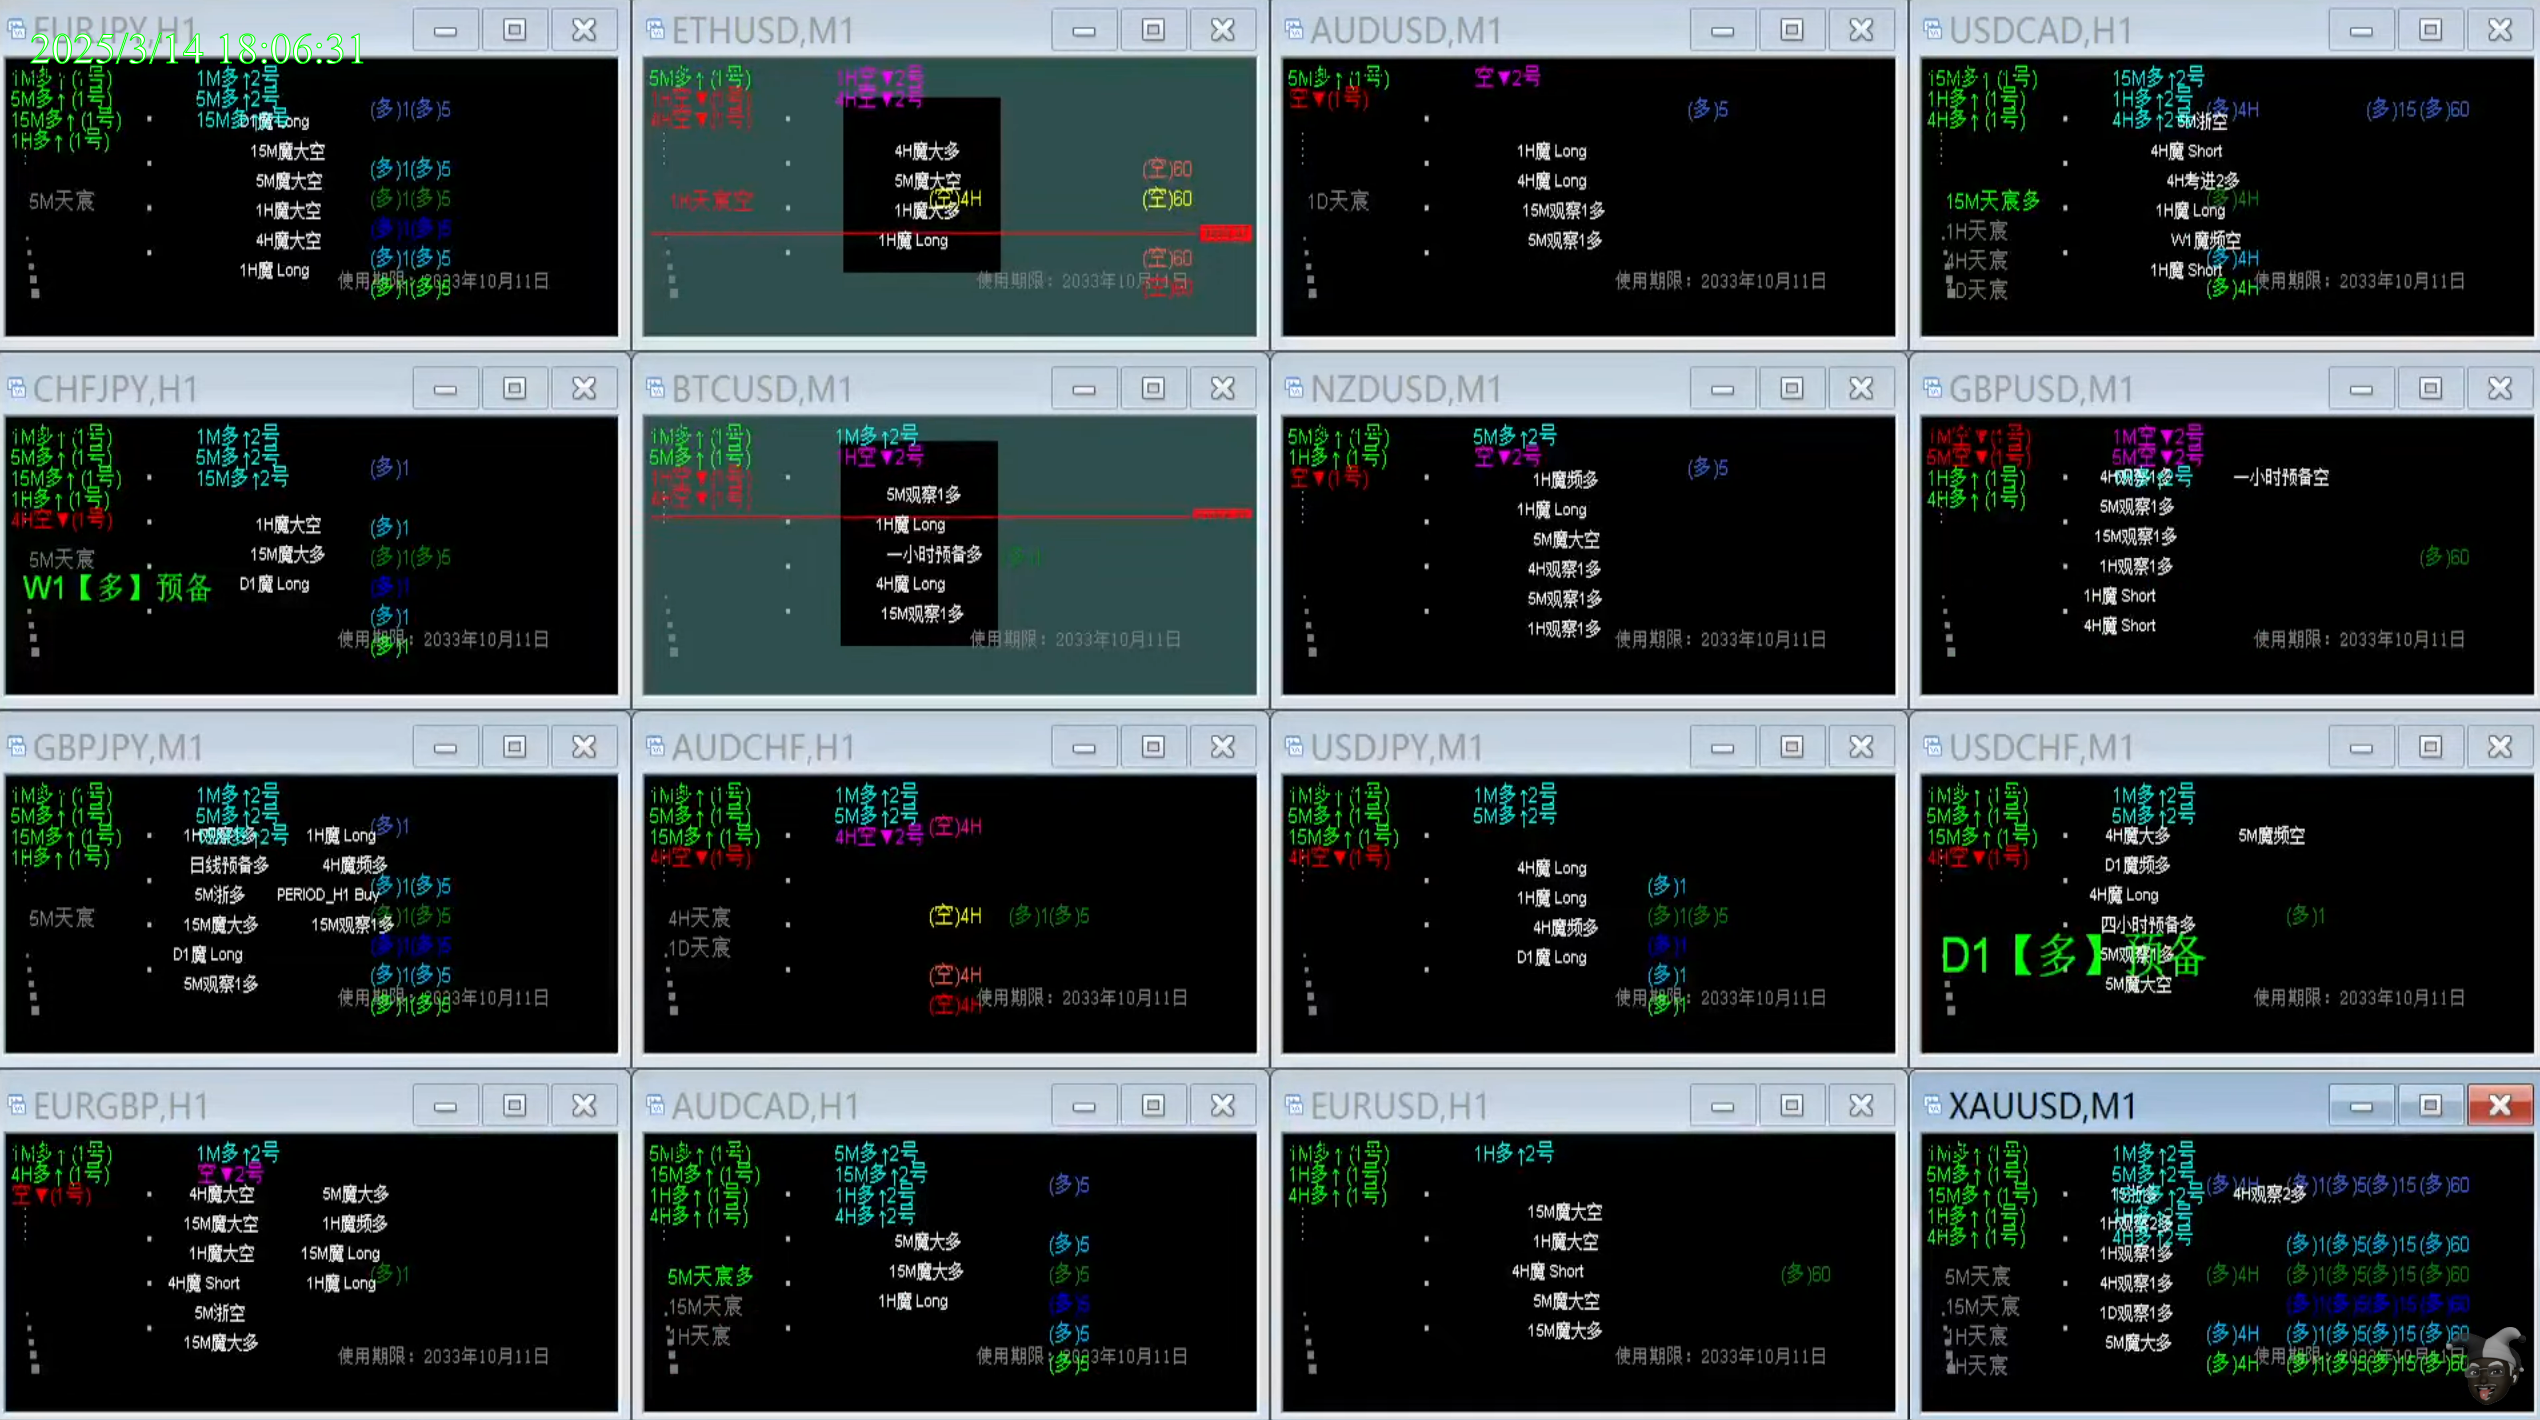 EURJPY,H1
2025/3/14 18:06:31
1M多↑(1号) 1M多↑2号
5M多↑(1号) 5M多↑2号 (多)1(多)5
15M多↑(1号) 15M多↑2号 D1魔 Long
1H多↑(1号)
15M魔大空
5M魔大空 (多)1(多)5
5M天宸 (多)1(多)5
1H魔大空
(多)1(多)5
4H魔大空
(多)1(多)5
1H魔 Long
使用期限：2033年10月11日
(多)1(多)5
ETHUSD,M1
5M多↑(1号) 1H空▼2号
1H空▼(1号) 4H空▼2号
4H空▼(1号)
4H魔大多
5M魔大空 (空)60
1H天宸空 (空)4H (空)60
1H魔大多
1H魔 Long
(空)60
使用期限：2033年10月11日
AUDUSD,M1
5M多↑(1号) 空▼2号
空▼(1号) (多)5
1H魔 Long
4H魔 Long
1D天宸 15M观察1多
5M观察1多
使用期限：2033年10月11日
USDCAD,H1
15M多↑(1号) 15M多↑2号
1H多↑(1号) 1H多↑2号 (多)4H (多)15(多)60
4H多↑(1号) 4H多↑2号 5M浙空
4H魔 Short
4H考进2多
15M天宸多 (多)4H
1H魔 Long
1H天宸 W1魔频空
4H天宸 (多)4H
1H魔 Short
D天宸 (多)4H 使用期限：2033年10月11日
CHFJPY,H1
1M多↑(1号) 1M多↑2号
5M多↑(1号) 5M多↑2号 (多)1
15M多↑(1号) 15M多↑2号
1H多↑(1号)
4H空▼(1号) 1H魔大空 (多)1
5M天宸 15M魔大多 (多)1(多)5
W1【多】预备 D1魔 Long (多)1
(多)1
使用期限：2033年10月11日
(多)1
BTCUSD,M1
1M多↑(1号) 1M多↑2号
5M多↑(1号) 1H空▼2号
1H空▼(1号)
4H空▼(1号) 5M观察1多
1H魔 Long
一小时预备多 (多)1
4H魔 Long
15M观察1多
使用期限：2033年10月11日
NZDUSD,M1
5M多↑(1号) 5M多↑2号
1H多↑(1号) 空▼2号 (多)5
空▼(1号) 1H魔频多
1H魔 Long
5M魔大空
4H观察1多
5M观察1多
1H观察1多
使用期限：2033年10月11日
GBPUSD,M1
1M空▼(1号) 1M空▼2号
5M空▼(1号) 5M空▼2号
1H多↑(1号) 4H观察1多 一小时预备空
4H多↑(1号) 5M观察1多
15M观察1多
1H观察1多 (多)60
1H魔 Short
4H魔 Short
使用期限：2033年10月11日
GBPJPY,M1
1M多↑(1号) 1M多↑2号
5M多↑(1号) 5M多↑2号 (多)1
15M多↑(1号) 1H观察1多 1H魔 Long
1H多↑(1号) 日线预备多 4H魔频多
5M浙多 PERIOD_H1 Buy (多)1(多)5
5M天宸 15M魔大多 15M观察1多 (多)1(多)5
D1魔 Long (多)1(多)5
5M观察1多 (多)1(多)5
使用期限：2033年10月11日
(多)1(多)5
AUDCHF,H1
1M多↑(1号) 1M多↑2号
5M多↑(1号) 5M多↑2号
15M多↑(1号) 4H空▼2号 (空)4H
4H空▼(1号)
4H天宸 (空)4H (多)1(多)5
1D天宸
(空)4H
(空)4H 使用期限：2033年10月11日
USDJPY,M1
1M多↑(1号) 1M多↑2号
5M多↑(1号) 5M多↑2号
15M多↑(1号)
4H空▼(1号) 4H魔 Long
1H魔 Long (多)1
4H魔频多 (多)1(多)5
D1魔 Long (多)1
(多)1
使用期限：2033年10月11日
(多)1
USDCHF,M1
1M多↑(1号) 1M多↑2号
5M多↑(1号) 5M多↑2号
15M多↑(1号) 4H魔大多 5M魔频空
4H空▼(1号) D1魔频多
4H魔 Long
四小时预备多 (多)1
D1【多】预备 5M观察1多
5M魔大空
使用期限：2033年10月11日
EURGBP,H1
1M多↑(1号) 1M多↑2号
4H多↑(1号) 空▼2号
空▼(1号) 4H魔大空 5M魔大多
15M魔大空 1H魔频多
1H魔大空 15M魔 Long
4H魔 Short 1H魔 Long (多)1
5M浙空
15M魔大多
使用期限：2033年10月11日
AUDCAD,H1
5M多↑(1号) 5M多↑2号
15M多↑(1号) 15M多↑2号 (多)5
1H多↑(1号) 1H多↑2号
4H多↑(1号) 4H多↑2号
5M魔大多 (多)5
5M天宸多 15M魔大多 (多)5
15M天宸 1H魔 Long (多)5
1H天宸 (多)5
使用期限：2033年10月11日
(多)5
EURUSD,H1
1M多↑(1号) 1H多↑2号
1H多↑(1号)
4H多↑(1号)
15M魔大空
1H魔大空
4H魔 Short (多)60
5M魔大空
15M魔大多
使用期限：2033年10月11日
XAUUSD,M1
1M多↑(1号) 1M多↑2号
5M多↑(1号) 5M多↑2号 (多)4H (多)1(多)5(多)15(多)60
15M多↑(1号) 4H观察2多
1H多↑(1号) 1H观察2多
4H多↑(1号) 4H多↑2号 (多)1(多)5(多)15(多)60
1H观察1多
5M天宸 4H观察1多 (多)4H (多)1(多)5(多)15(多)60
15M天宸 1D观察1多 (多)1(多)5(多)15(多)60
1H天宸 5M魔大多 (多)4H (多)1(多)5(多)15(多)60
4H天宸 (多)4H 使用期限：2033年10月11日
(多)1(多)5(多)15(多)60